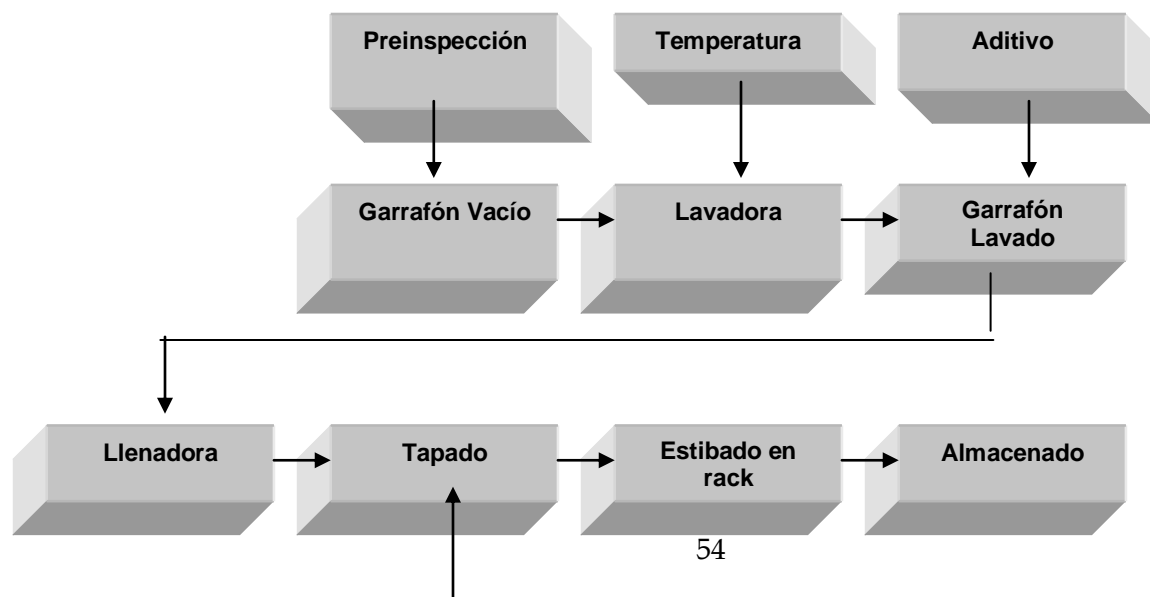 Preinspección
Temperatura
Aditivo
Garrafón Vacío
Lavadora
Garrafón
Lavado
Llenadora
Tapado
Estibado en
rack
Almacenado
54